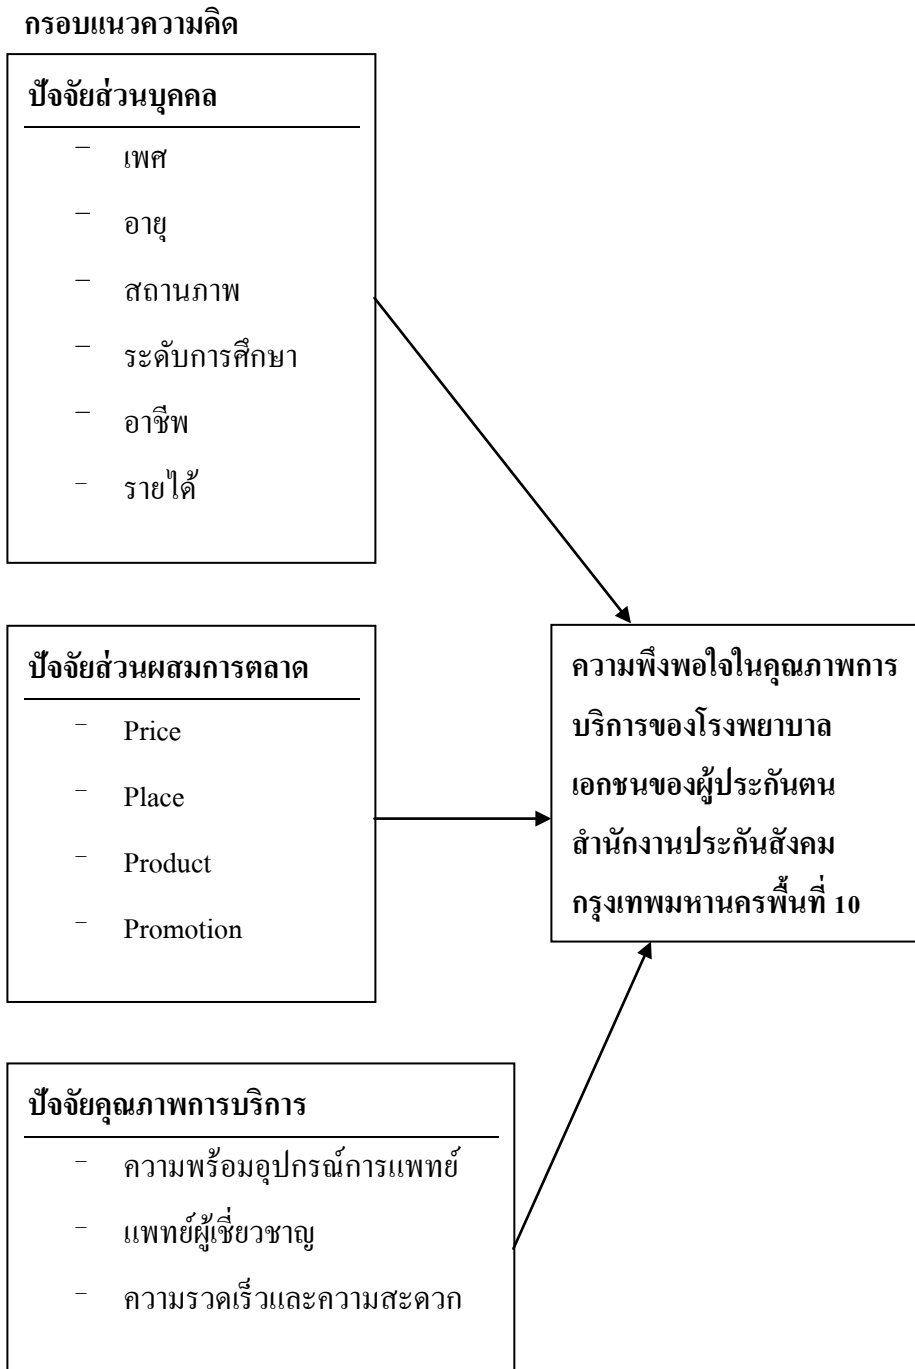 กรอบแนวความคิด
ปัจจัยส่วนบุคคล
– เพศ
– อายุ
– สถานภาพ
– ระดับการศึกษา
– อาชีพ
– รายได้
ปัจจัยส่วนผสมการตลาด
– Price
– Place
– Product
– Promotion
ความพึงพอใจในคุณภาพการ
บริการของโรงพยาบาล
เอกชนของผู้ประกันตน
สำนักงานประกันสังคม
กรุงเทพมหานครพื้นที่ 10
ปัจจัยคุณภาพการบริการ
– ความพร้อมอุปกรณ์การแพทย์
– แพทย์ผู้เชี่ยวชาญ
– ความรวดเร็วและความสะดวก